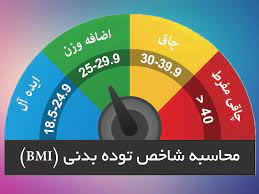 ایده آل
18.5-24.9
اضافه وزن
25-29.9
چاق
30-39.9
چاقی مفرط
> 40
محاسبه شاخص توده بدنی (BMI)